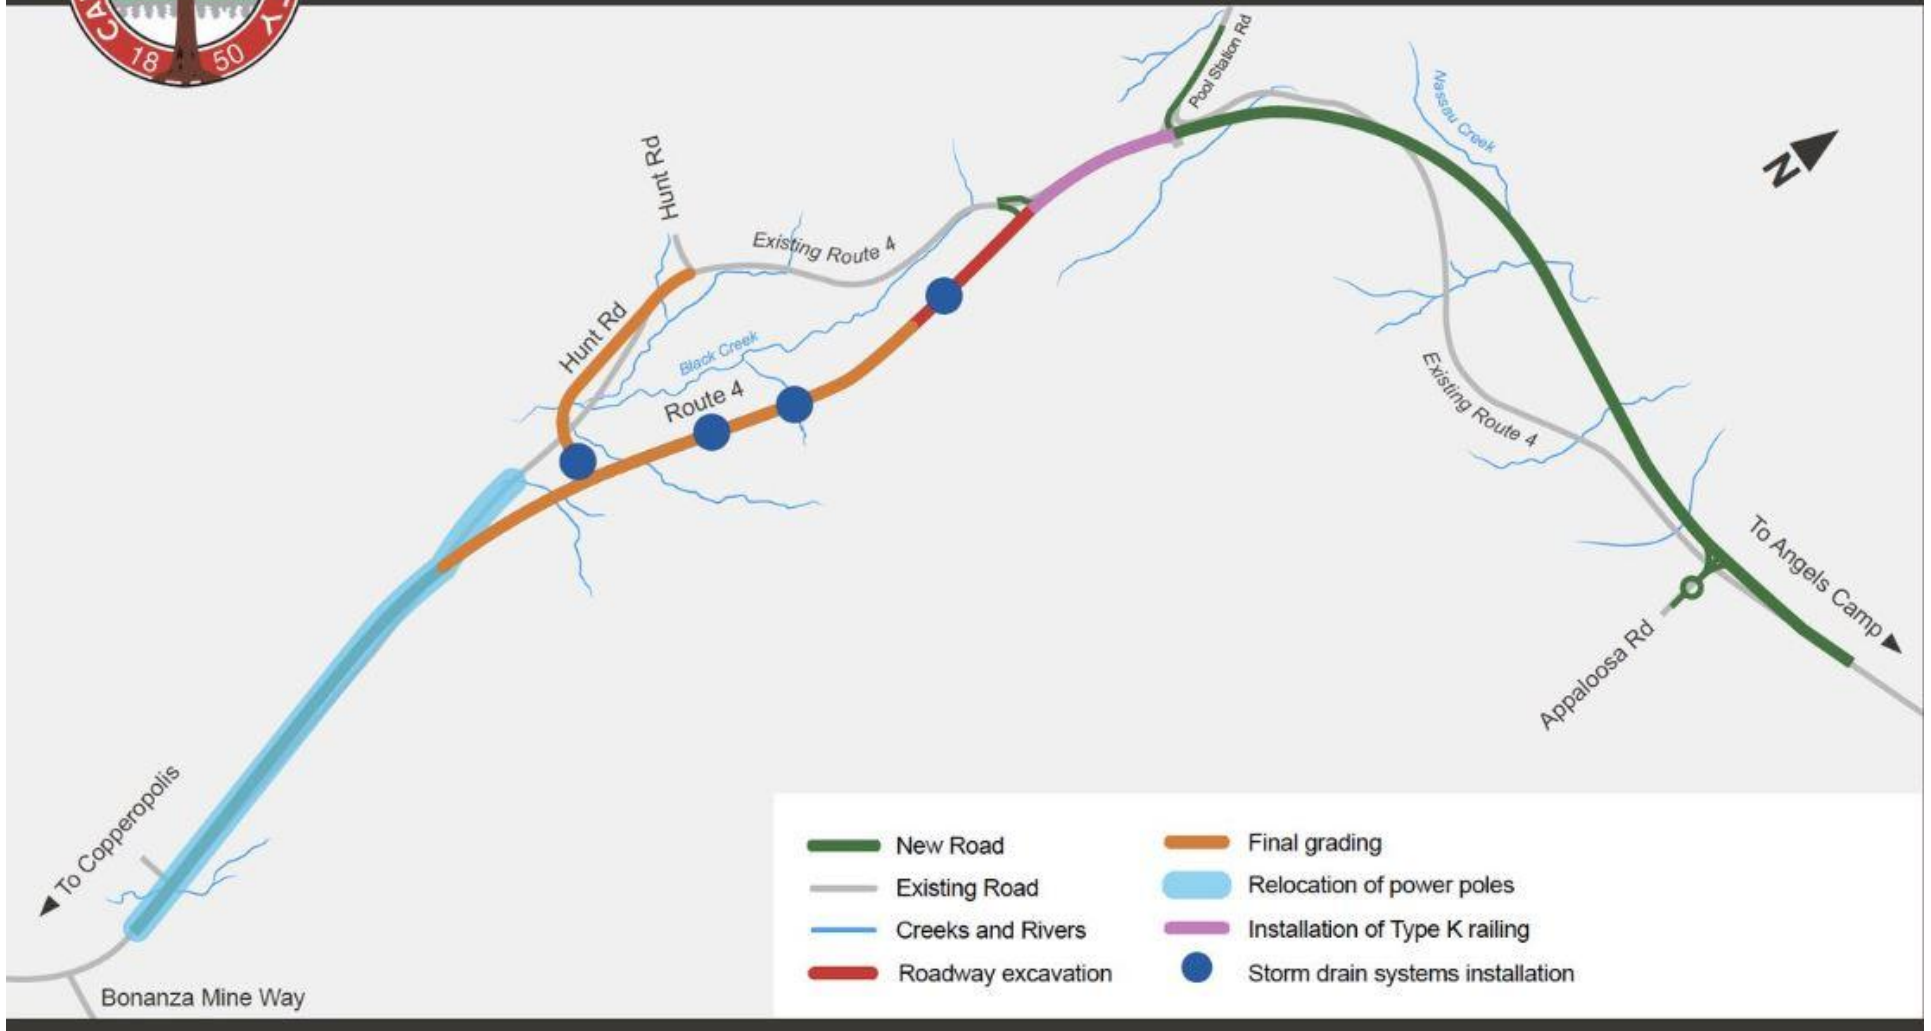 CA
Y
18 50
Pool Station Rd
Nassau Creek
N
Hunt Rd
Existing Route 4
Hunt Rd
Black Creek
Route 4
Existing Route 4
To Angels Camp
Appaloosa Rd
To Copperopolis
Bonanza Mine Way
New Road
Existing Road
Creeks and Rivers
Roadway excavation
Final grading
Relocation of power poles
Installation of Type K railing
Storm drain systems installation